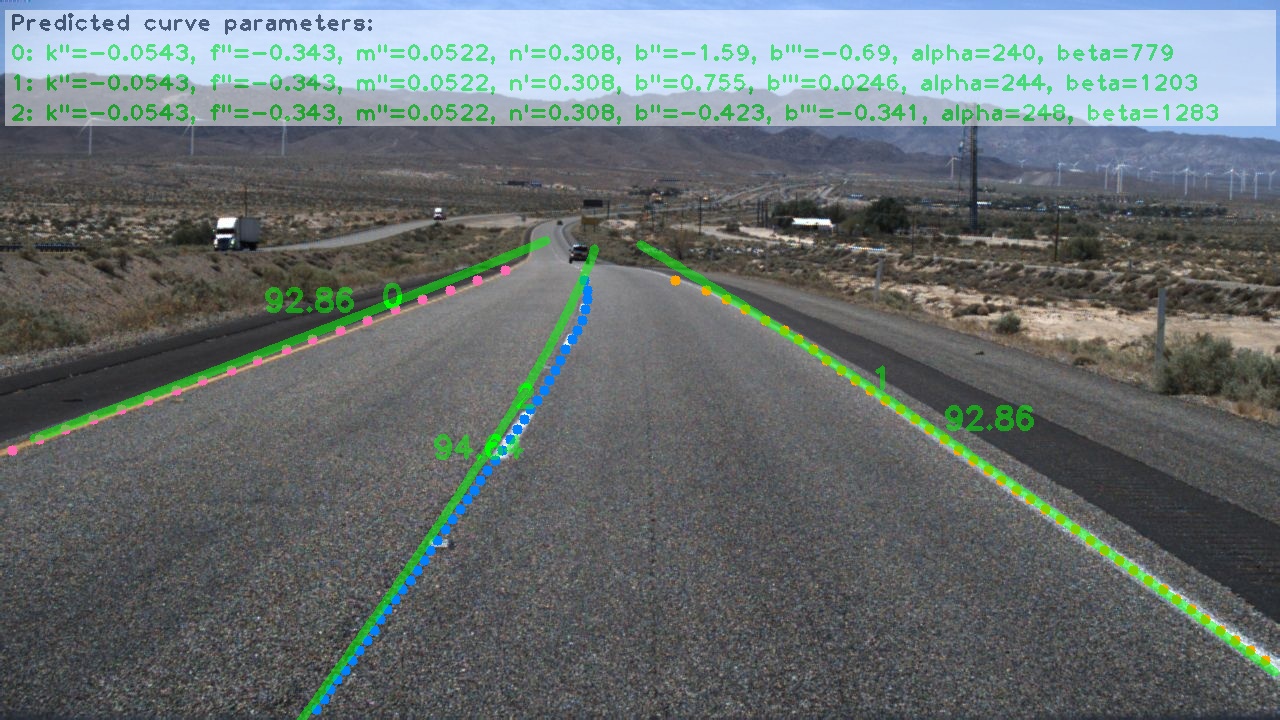 Predicted curve parameters:
0: k''=-0.0543, f''=-0.343, m''=0.0522, n'=0.308, b''=-1.59, b'''=-0.69, alpha=240, beta=779
1: k''=-0.0543, f''=-0.343, m''=0.0522, n'=0.308, b''=0.755, b'''=0.0246, alpha=244, beta=1203
2: k''=-0.0543, f''=-0.343, m''=0.0522, n'=0.308, b''=-0.423, b'''=-0.341, alpha=248, beta=1283
92.86 0
1
92.86